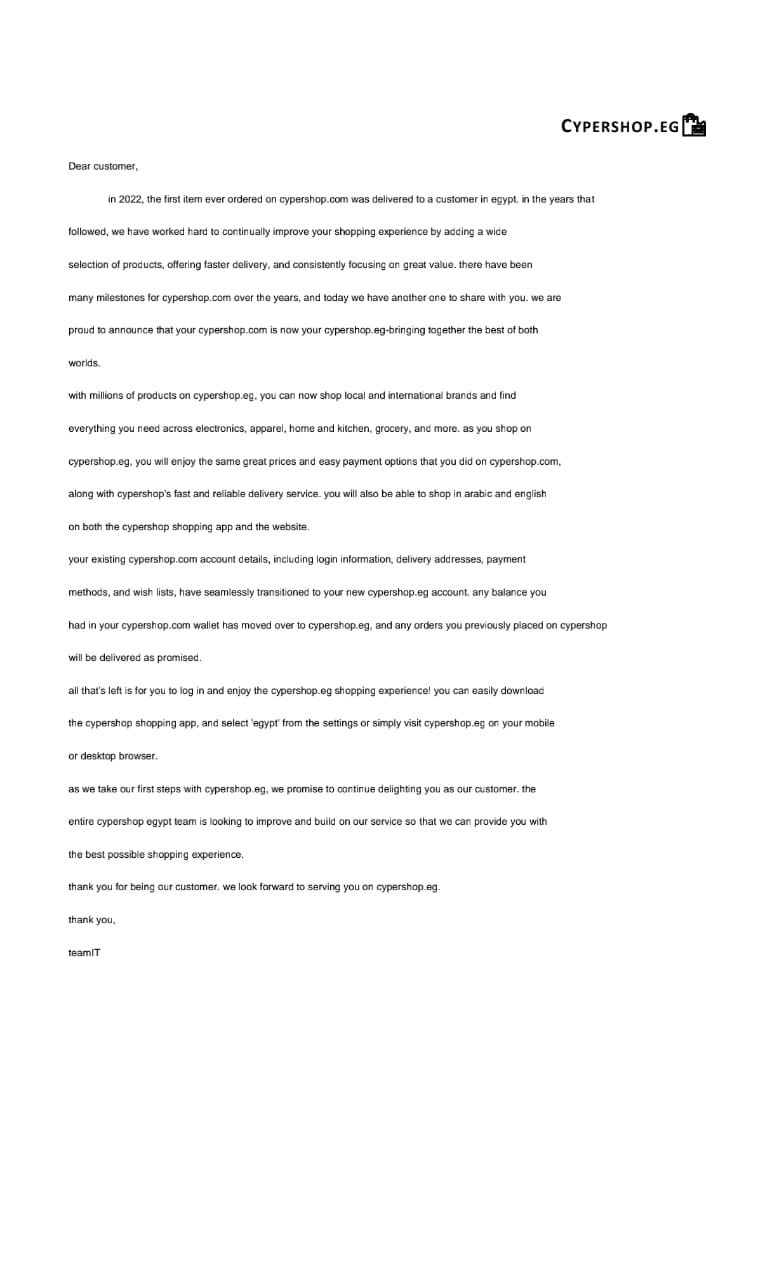 CYPERSHOP.EG
Dear customer,
in 2022, the first item ever ordered on cypershop.com was delivered to a customer in egypt. in the years that
followed, we have worked hard to continually improve your shopping experience by adding a wide
selection of products, offering faster delivery, and consistently focusing on great value. there have been
many milestones for cypershop.com over the years, and today we have another one to share with you. we are
proud to announce that your cypershop.com is now your cypershop.eg-bringing together the best of both
worlds.
with millions of products on cypershop.eg, you can now shop local and international brands and find
everything you need across electronics, apparel, home and kitchen, grocery, and more. as you shop on
cypershop.eg, you will enjoy the same great prices and easy payment options that you did on cypershop.com,
along with cypershop's fast and reliable delivery service. you will also be able to shop in arabic and english
on both the cypershop shopping app and the website.
your existing cypershop.com account details, including login information, delivery addresses, payment
methods, and wish lists, have seamlessly transitioned to your new cypershop.eg account. any balance you
had in your cypershop.com wallet has moved over to cypershop.eg, and any orders you previously placed on cypershop
will be delivered as promised.
all that's left is for you to log in and enjoy the cypershop.eg shopping experience! you can easily download
the cypershop shopping app, and select 'egypt' from the settings or simply visit cypershop.eg on your mobile
or desktop browser.
as we take our first steps with cypershop.eg, we promise to continue delighting you as our customer. the
entire cypershop egypt team is looking to improve and build on our service so that we can provide you with
the best possible shopping experience.
thank you for being our customer. we look forward to serving you on cypershop.eg.
thank you,
teamIT